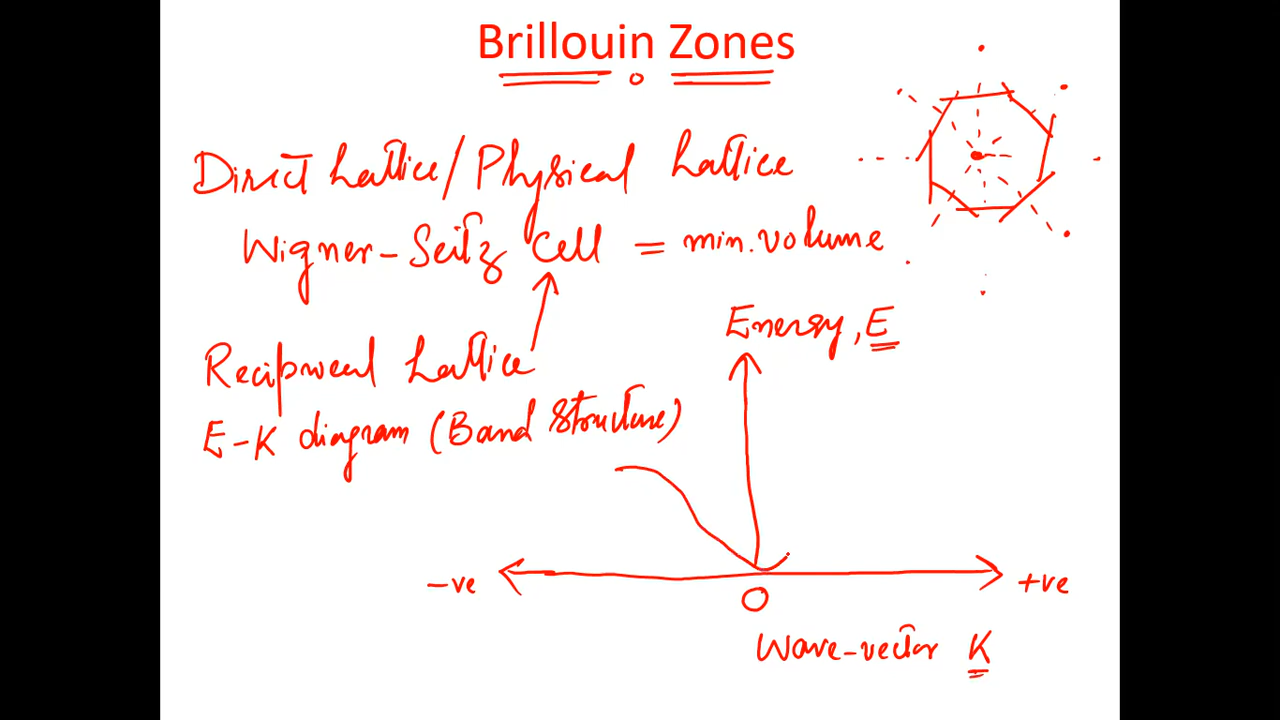 Brillouin Zones
Direct Lattice/Physical Lattice
Wigner-Seitz Cell = min.volume
Energy, E
Reciprocal Lattice
E-K diagram (Band Structure)
-ve
+ve
O
Wave-vector K